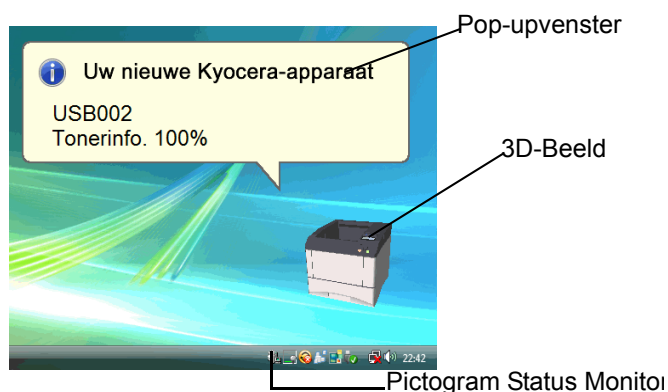 Pop-upvenster
Uw nieuwe Kyocera-apparaat
USB002
Tonerinfo. 100%
3D-Beeld
22:42
Pictogram Status Monitor